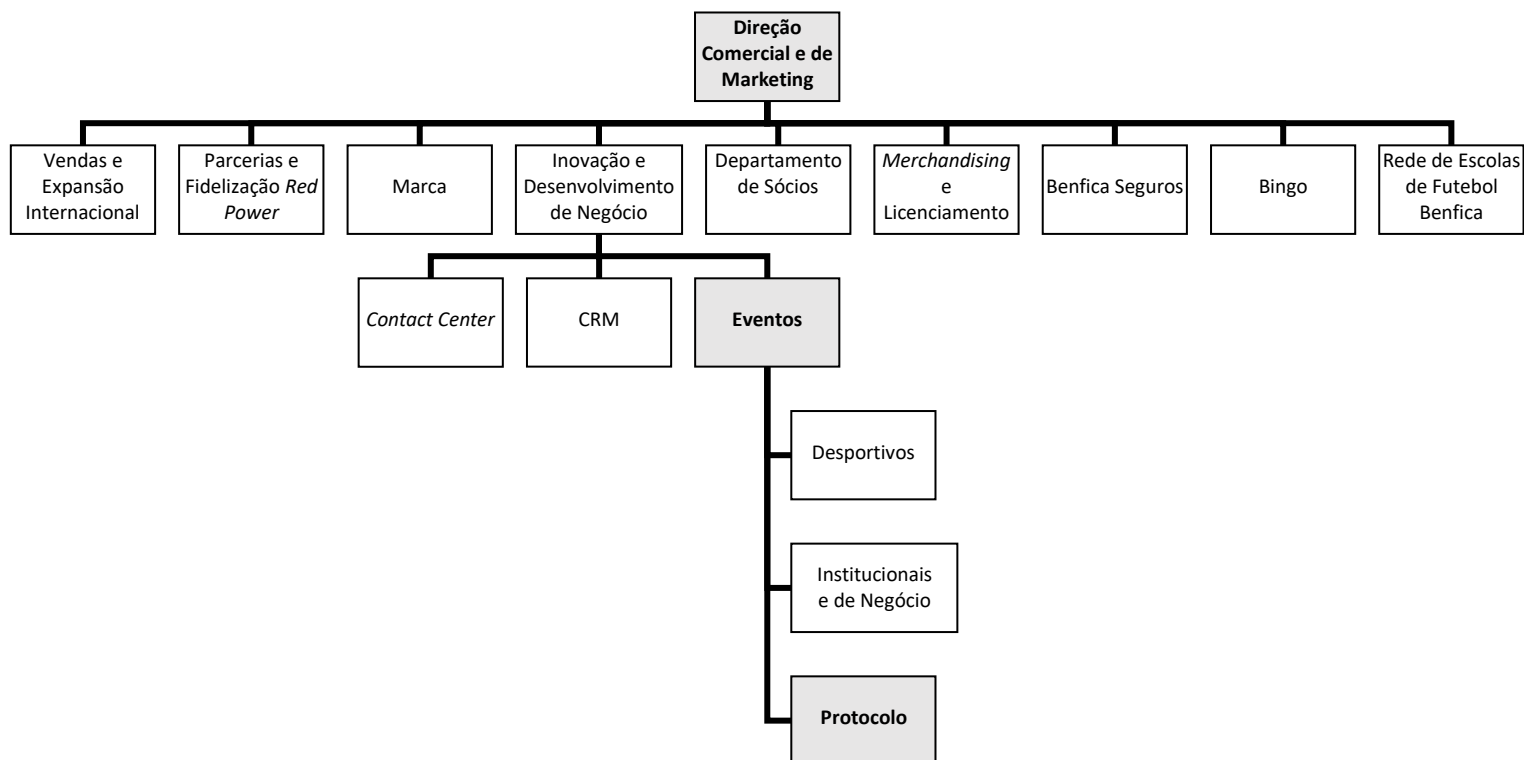 Direção
Comercial e de
Marketing
Vendas e
Expansão
Internacional
Parcerias e
Fidelização Red
Power
Marca
Inovação e
Desenvolvimento
de Negócio
Departamento
de Sócios
Merchandising
e
Licenciamento
Benfica Seguros
Bingo
Rede de Escolas
de Futebol
Benfica
Contact Center
CRM
Eventos
Desportivos
Institucionais
e de Negócio
Protocolo